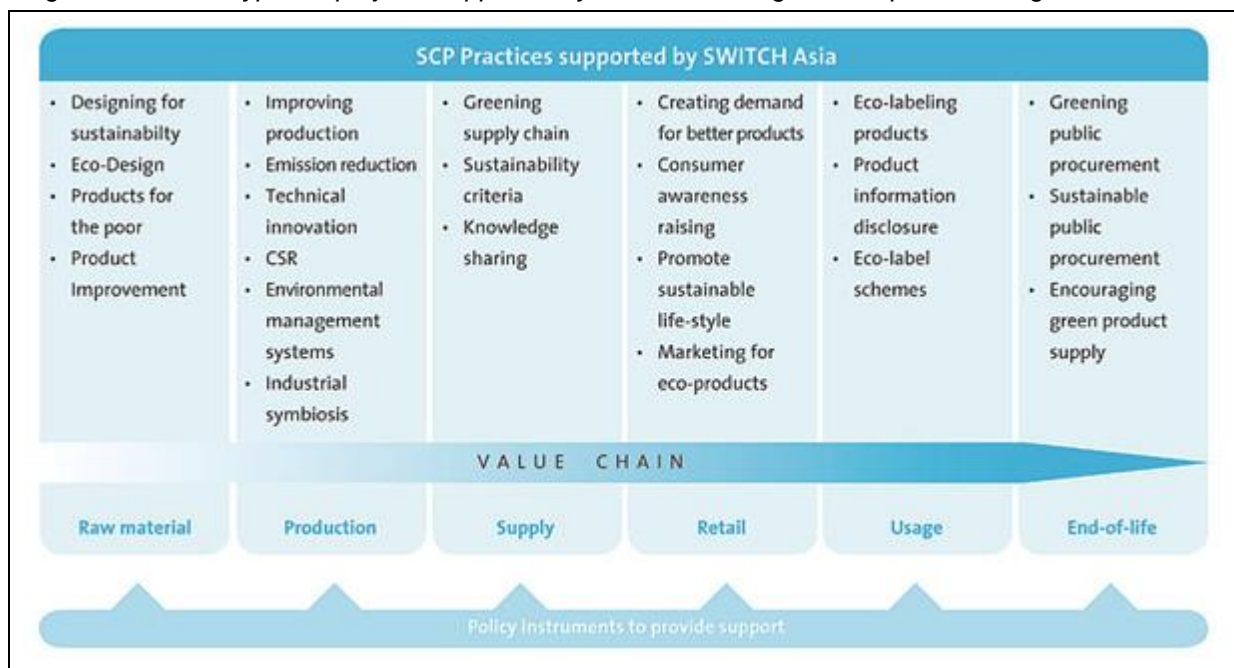 SCP Practices supported by SWITCH Asia
• Designing for
sustainabilty
• Eco-Design
• Products for
the poor
• Product
Improvement
• Improving
production
• Emission reduction
• Technical
innovation
• CSR
• Environmental
management
systems
• Industrial
symbiosis
• Greening
supply chain
• Sustainability
criteria
• Knowledge
sharing
• Creating demand
for better products
• Consumer
awareness
raising
• Promote
sustainable
life-style
• Marketing for
eco-products
• Eco-labeling
products
• Product
information
disclosure
• Eco-label
schemes
• Greening
public
procurement
• Sustainable
public
procurement
• Encouraging
green product
supply
VALUE CHAIN
Raw material
Production
Supply
Retail
Usage
End-of-life
Policy Instruments to provide support